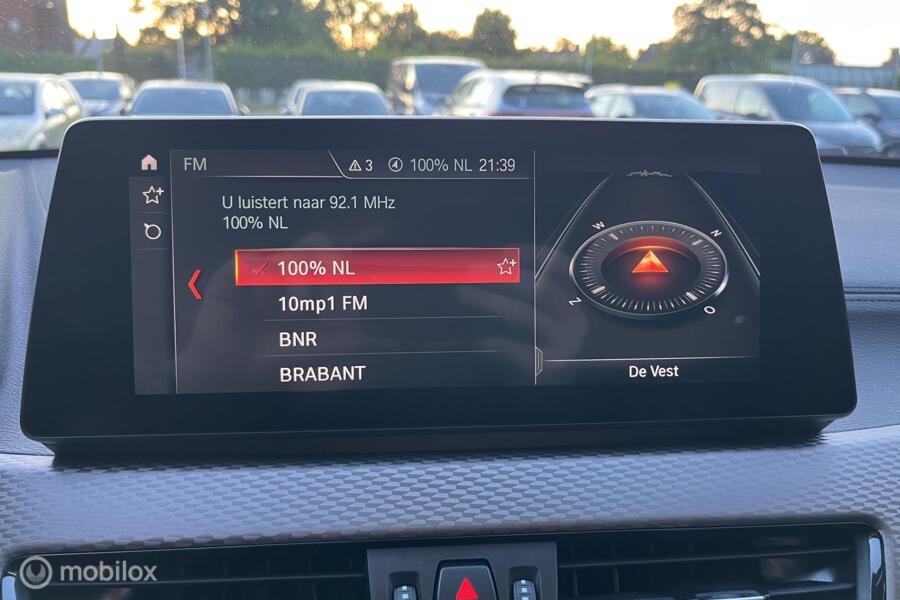 FM
3
100% NL 21:39
U luistert naar 92.1 MHz
100% NL
100% NL
10mp1 FM
BNR
BRABANT
W
N
Z
O
De Vest
mobilox